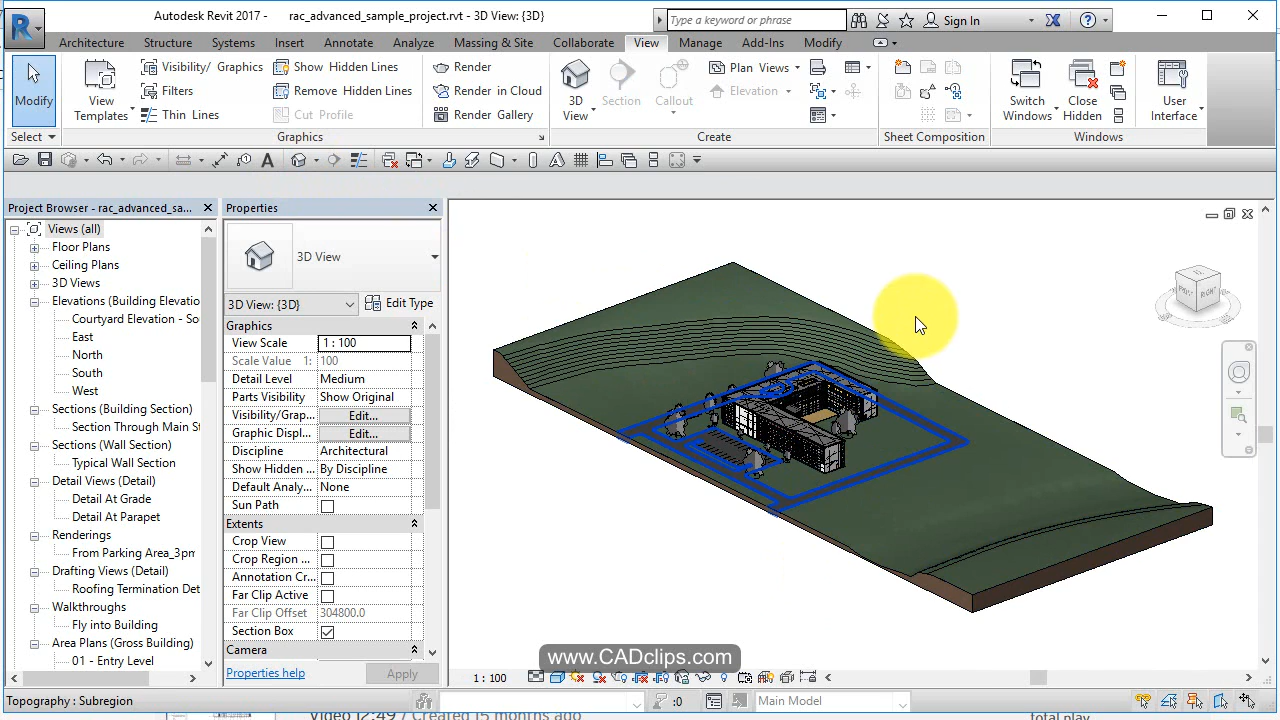 Autodesk Revit 2017 - rac_advanced_sample_project.rvt - 3D View: {3D}
Type a keyword or phrase
Sign In
Architecture Structure Systems Insert Annotate Analyze Massing & Site Collaborate View Manage Add-Ins Modify
Modify
View Templates
Visibility/ Graphics
Filters
Thin Lines
Show Hidden Lines
Remove Hidden Lines
Cut Profile
Render
Render in Cloud
Render Gallery
3D View
Section
Callout
Plan Views
Elevation
Switch Windows
Close Hidden
User Interface
Select Graphics Create Sheet Composition Windows
Project Browser - rac_advanced_sa...
Views (all)
Floor Plans
Ceiling Plans
3D Views
Elevations (Building Elevatio
Courtyard Elevation - So
East
North
South
West
Sections (Building Section)
Section Through Main St
Sections (Wall Section)
Typical Wall Section
Detail Views (Detail)
Detail At Grade
Detail At Parapet
Renderings
From Parking Area_3pm
Drafting Views (Detail)
Roofing Termination Det
Walkthroughs
Fly into Building
Area Plans (Gross Building)
01 - Entry Level
Properties
3D View
3D View: {3D} Edit Type
Graphics
View Scale 1 : 100
Scale Value 1: 100
Detail Level Medium
Parts Visibility Show Original
Visibility/Grap... Edit...
Graphic Displ... Edit...
Discipline Architectural
Show Hidden ... By Discipline
Default Analy... None
Sun Path
Extents
Crop View
Crop Region ...
Annotation Cr...
Far Clip Active
Far Clip Offset 304800.0
Section Box
Camera
Properties help Apply
RIGHT
www.CADclips.com
1 : 100
Topography : Subregion
:0
Main Model
Video 12:49 / Created 15 months ago
total play